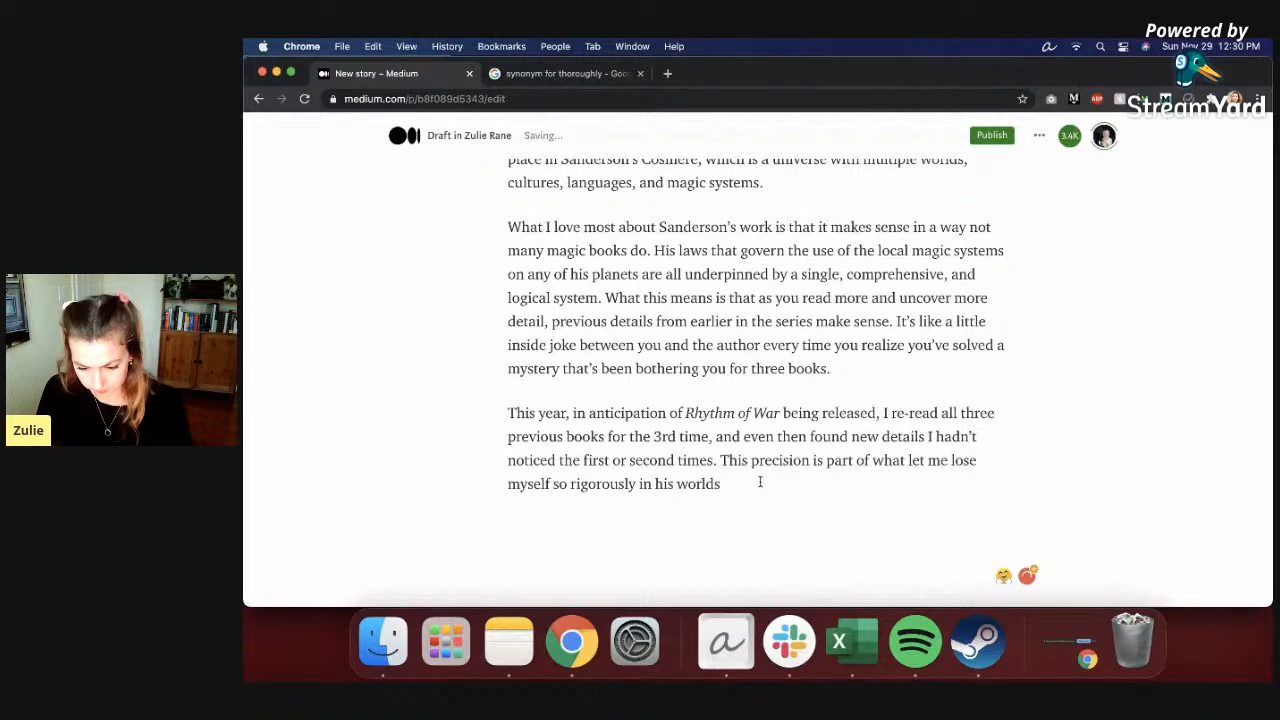 Powered by
StreamYard
Chrome File Edit View History Bookmarks People Tab Window Help
Sun Nov 29 12:30 PM
New story – Medium
synonym for thoroughly - Goo
medium.com/p/b8f089d5343/edit
Draft in Zulie Rane Saving...
Publish
3.4K
place in Sanderson's Cosmere, which is a universe with multiple worlds,
cultures, languages, and magic systems.
What I love most about Sanderson's work is that it makes sense in a way not
many magic books do. His laws that govern the use of the local magic systems
on any of his planets are all underpinned by a single, comprehensive, and
logical system. What this means is that as you read more and uncover more
detail, previous details from earlier in the series make sense. It's like a little
inside joke between you and the author every time you realize you've solved a
mystery that's been bothering you for three books.
This year, in anticipation of Rhythm of War being released, I re-read all three
previous books for the 3rd time, and even then found new details I hadn't
noticed the first or second times. This precision is part of what let me lose
myself so rigorously in his worlds
Zulie